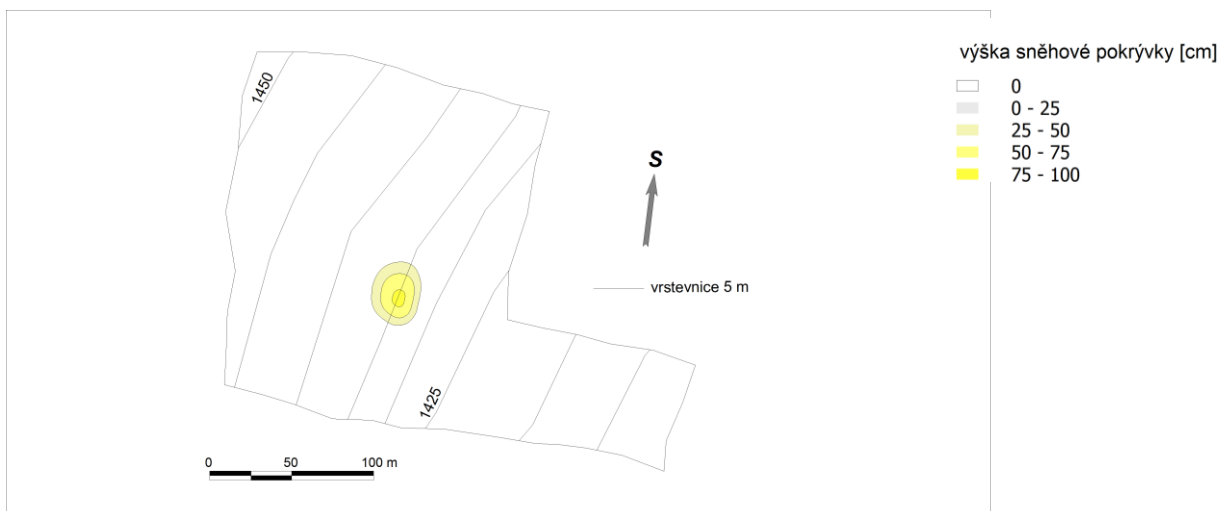 výška sněhové pokrývky [cm]
0
0 - 25
25 - 50
50 - 75
75 - 100
1450
S
vrstevnice 5 m
1425
0 50 100 m